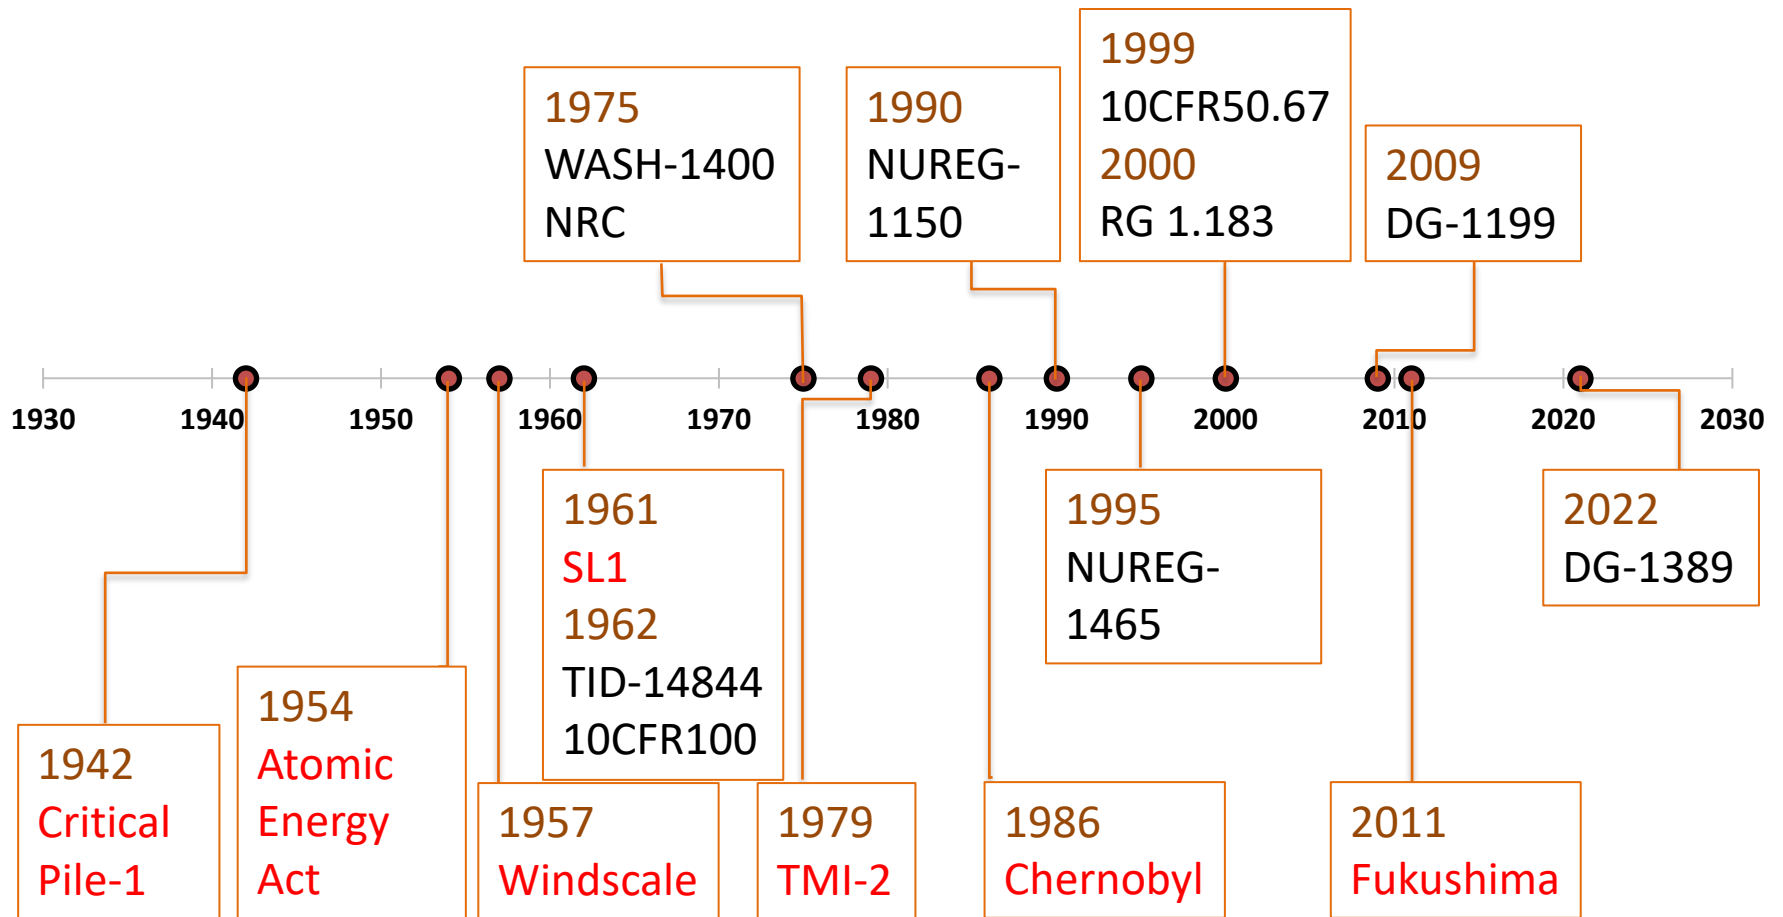 1975
WASH-1400
NRC
1990
NUREG-
1150
1999
10CFR50.67
2000
RG 1.183
2009
DG-1199
1930
1940
1950
1960
1970
1980
1990
2000
2010
2020
2030
1942
Critical
Pile-1
1954
Atomic
Energy
Act
1957
Windscale
1961
SL1
1962
TID-14844
10CFR100
1979
TMI-2
1986
Chernobyl
1995
NUREG-
1465
2011
Fukushima
2022
DG-1389